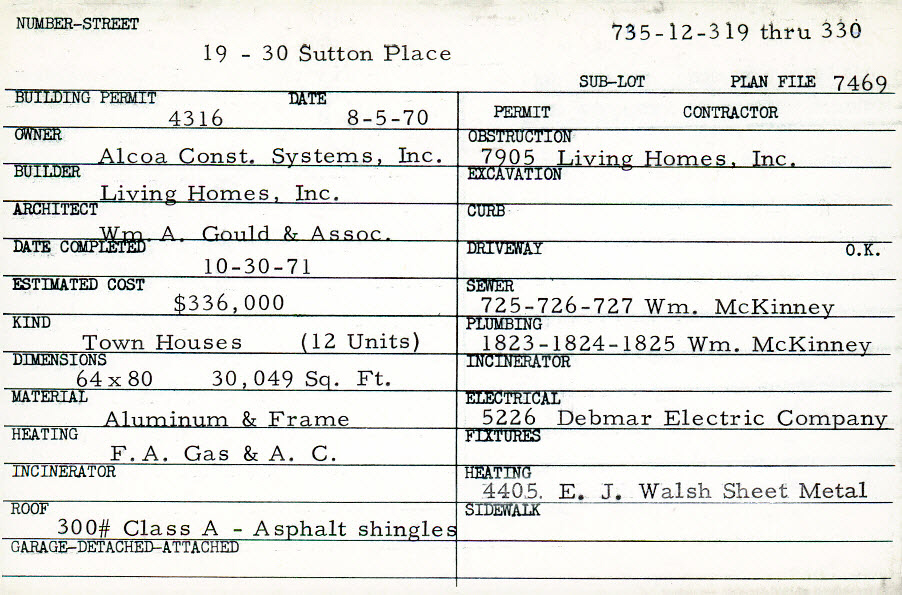 NUMBER-STREET
735-12-319 thru 330
19 - 30 Sutton Place
SUB-LOT PLAN FILE 7469
BUILDING PERMIT DATE
4316 8-5-70
OWNER
Alcoa Const. Systems, Inc.
BUILDER
Living Homes, Inc.
ARCHITECT
Wm. A. Gould & Assoc.
DATE COMPLETED
10-30-71
ESTIMATED COST
$336,000
KIND
Town Houses (12 Units)
DIMENSIONS
64 x 80 30,049 Sq. Ft.
MATERIAL
Aluminum & Frame
HEATING
F. A. Gas & A. C.
INCINERATOR
ROOF
300# Class A - Asphalt shingles
GARAGE-DETACHED-ATTACHED
PERMIT CONTRACTOR
OBSTRUCTION
7905 Living Homes, Inc.
EXCAVATION
CURB
DRIVEWAY O.K.
SEWER
725-726-727 Wm. McKinney
PLUMBING
1823-1824-1825 Wm. McKinney
INCINERATOR
ELECTRICAL
5226 Debmar Electric Company
FIXTURES
HEATING
4405. E. J. Walsh Sheet Metal
SIDEWALK